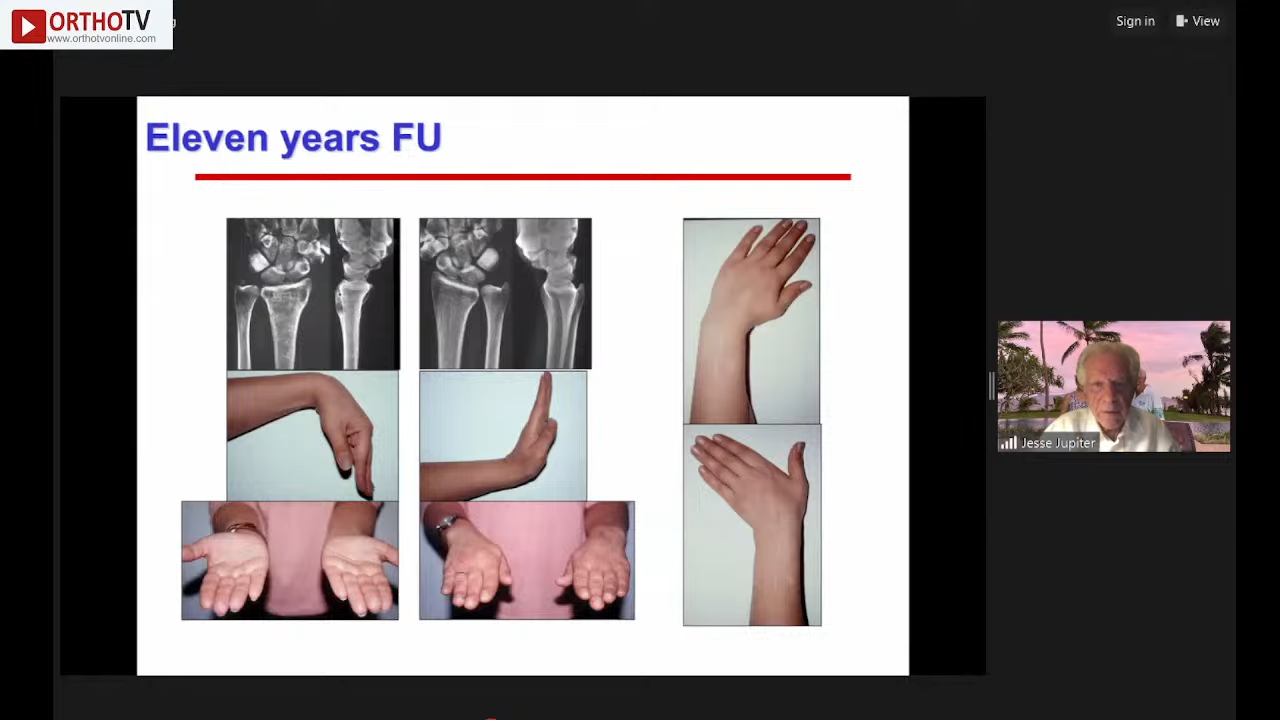 ORTHOTV
www.orthotvonline.com
Sign in
View
Eleven years FU
Jesse Jupiter